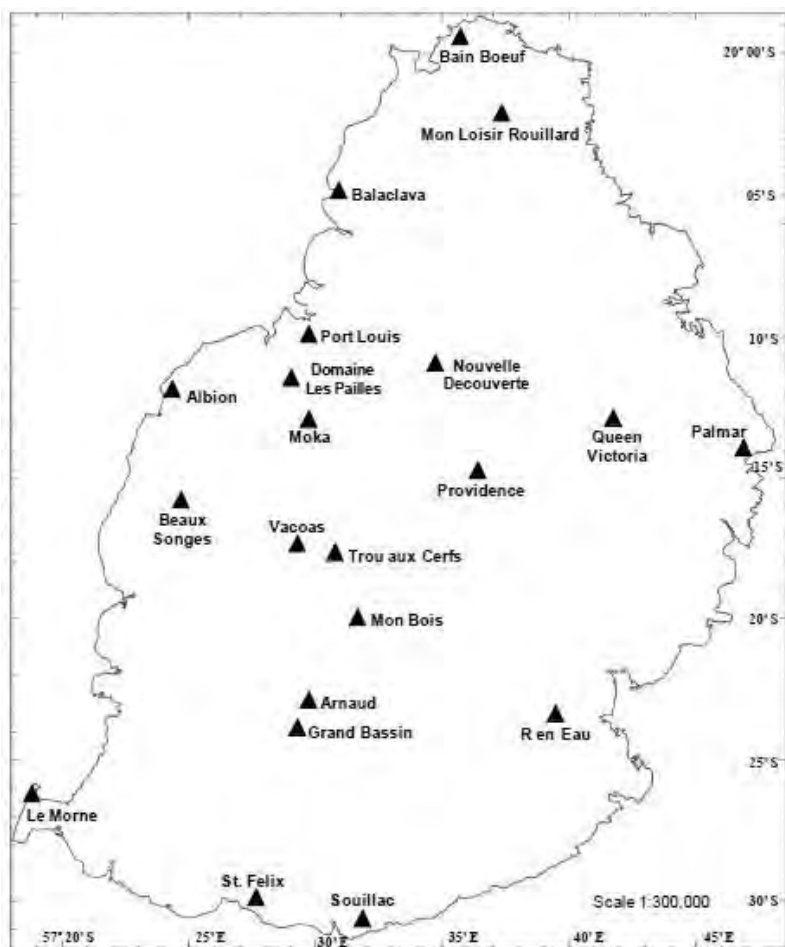 Bain Boeuf
20°00'S
Mon Loisir Rouillard
Balaclava
05'S
Port Louis
10'S
Domaine
Les Pailles
Nouvelle
Decouverte
Albion
Moka
Queen
Victoria
Palmar
15'S
Providence
Beaux
Songes
Vacoas
Trou aux Cerfs
20°S
Mon Bois
Arnaud
Grand Bassin
R en Eau
25'S
Le Morne
St. Felix
Souillac
Scale 1:300,000
30'S
57°20'S
25'E
30'E
35'E
40'E
45'E